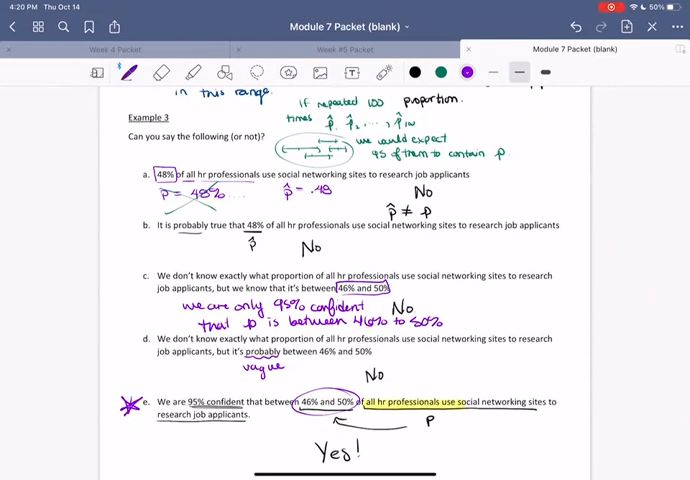 4:20 PM Thu Oct 14
50%
Module 7 Packet (blank)
Week 4 Packet
Week #5 Packet
Module 7 Packet (blank)
in this range.
if repeated 100 proportion.
Example 3
times p̂, p̂2, ..., p̂100
Can you say the following (or not)?
we would expect
95 of them to contain p.
a. 48% of all hr professionals use social networking sites to research job applicants
p = 48% .... p̂ = .48 No
p̂ ≠ p
b. It is probably true that 48% of all hr professionals use social networking sites to research job applicants
p̂ No
c. We don't know exactly what proportion of all hr professionals use social networking sites to research
job applicants, but we know that it's between 46% and 50%
we are only 95% confident No
that p is between 46% to 50%
d. We don't know exactly what proportion of all hr professionals use social networking sites to research
job applicants, but it's probably between 46% and 50%
vague No
e. We are 95% confident that between 46% and 50% of all hr professionals use social networking sites to
research job applicants.
p
Yes!